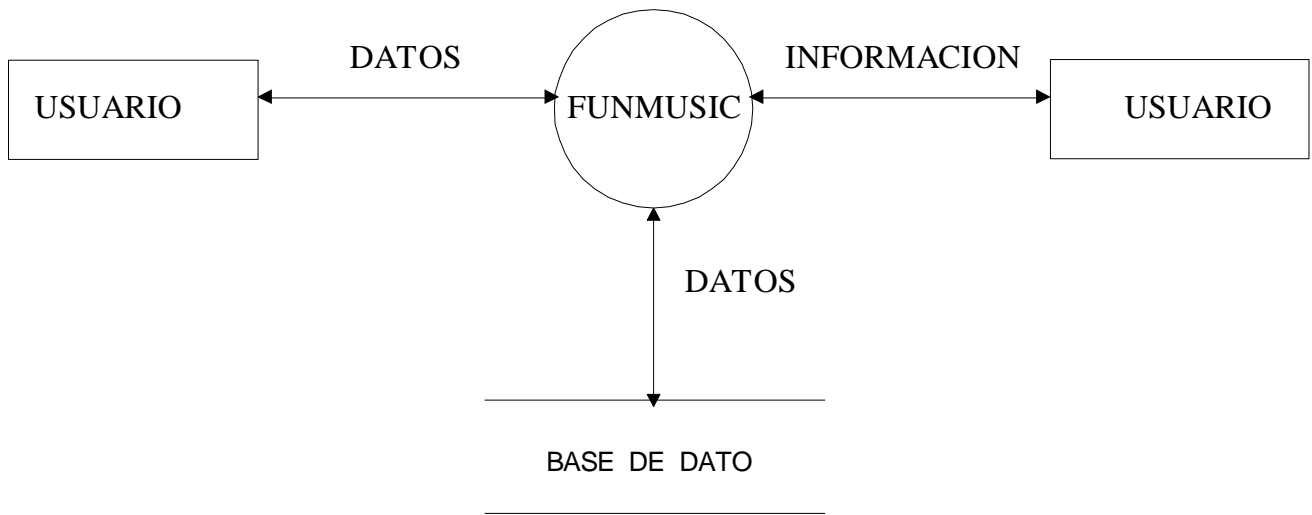 DATOS
INFORMACION
USUARIO
FUNMUSIC
USUARIO
DATOS
BASE DE DATO